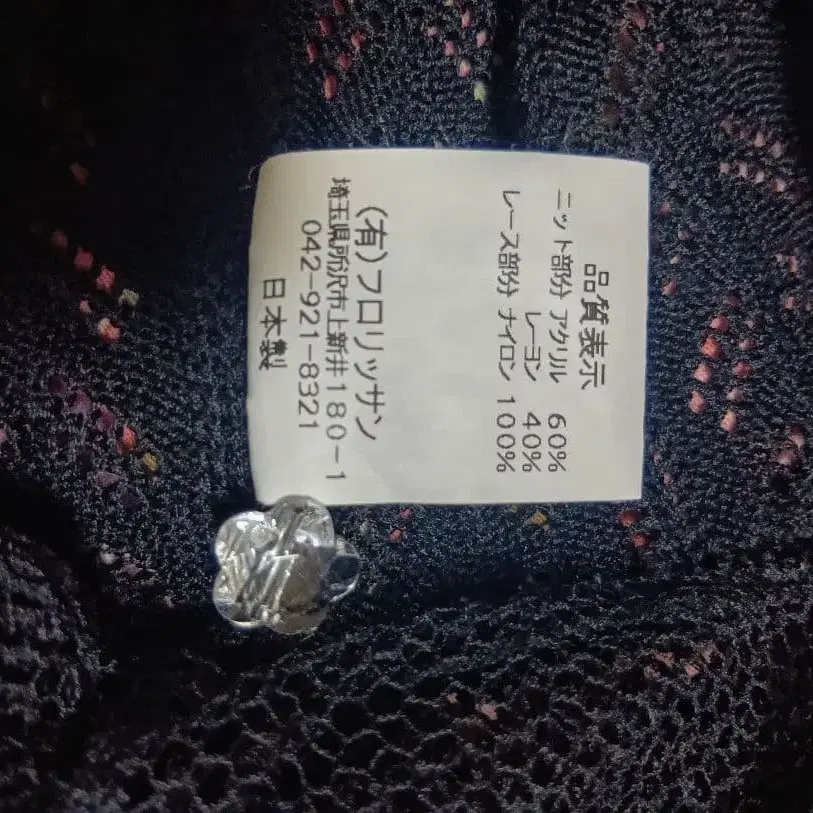 品質表示
ニット部分 アクリル 60%
レーヨン 40%
レース部分 ナイロン 100%
(有)フロリッサン
埼玉県所沢市上新井180-1
042-921-8321
日本製